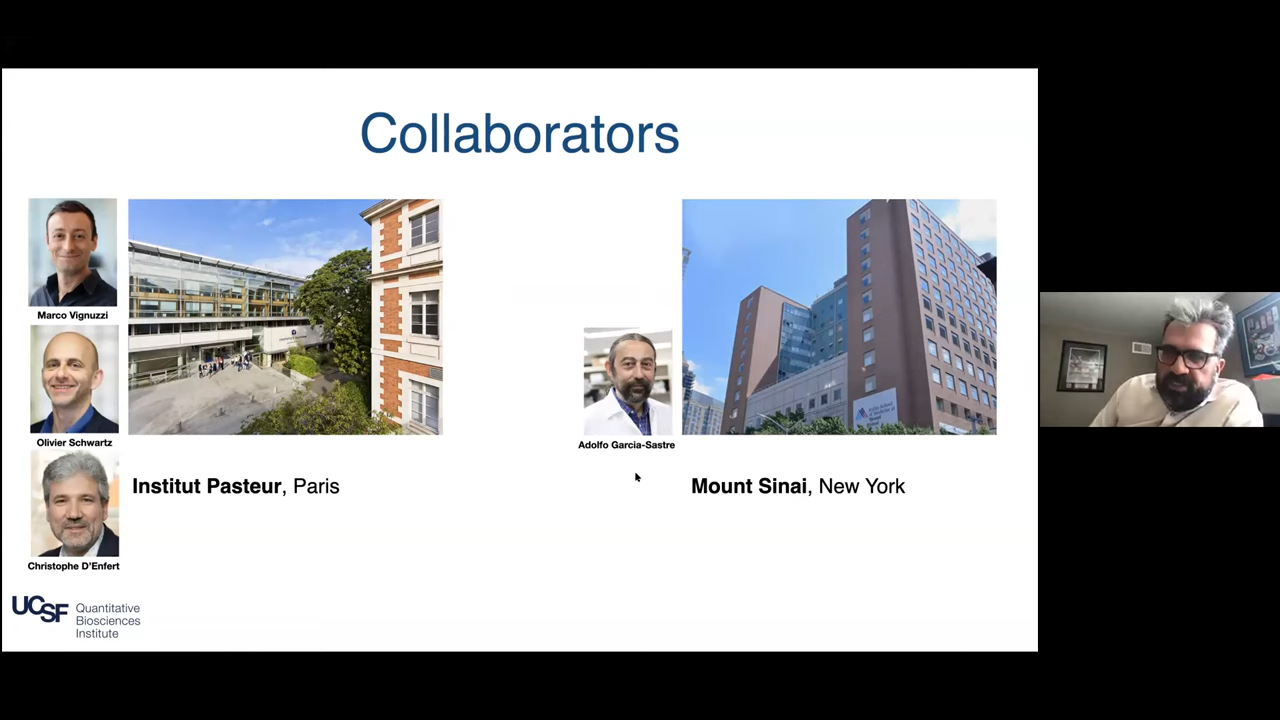 Collaborators
Marco Vignuzzi
Olivier Schwartz
Christophe D'Enfert
Institut Pasteur, Paris
Adolfo Garcia-Sastre
Mount Sinai, New York
UCSF
Quantitative
Biosciences
Institute